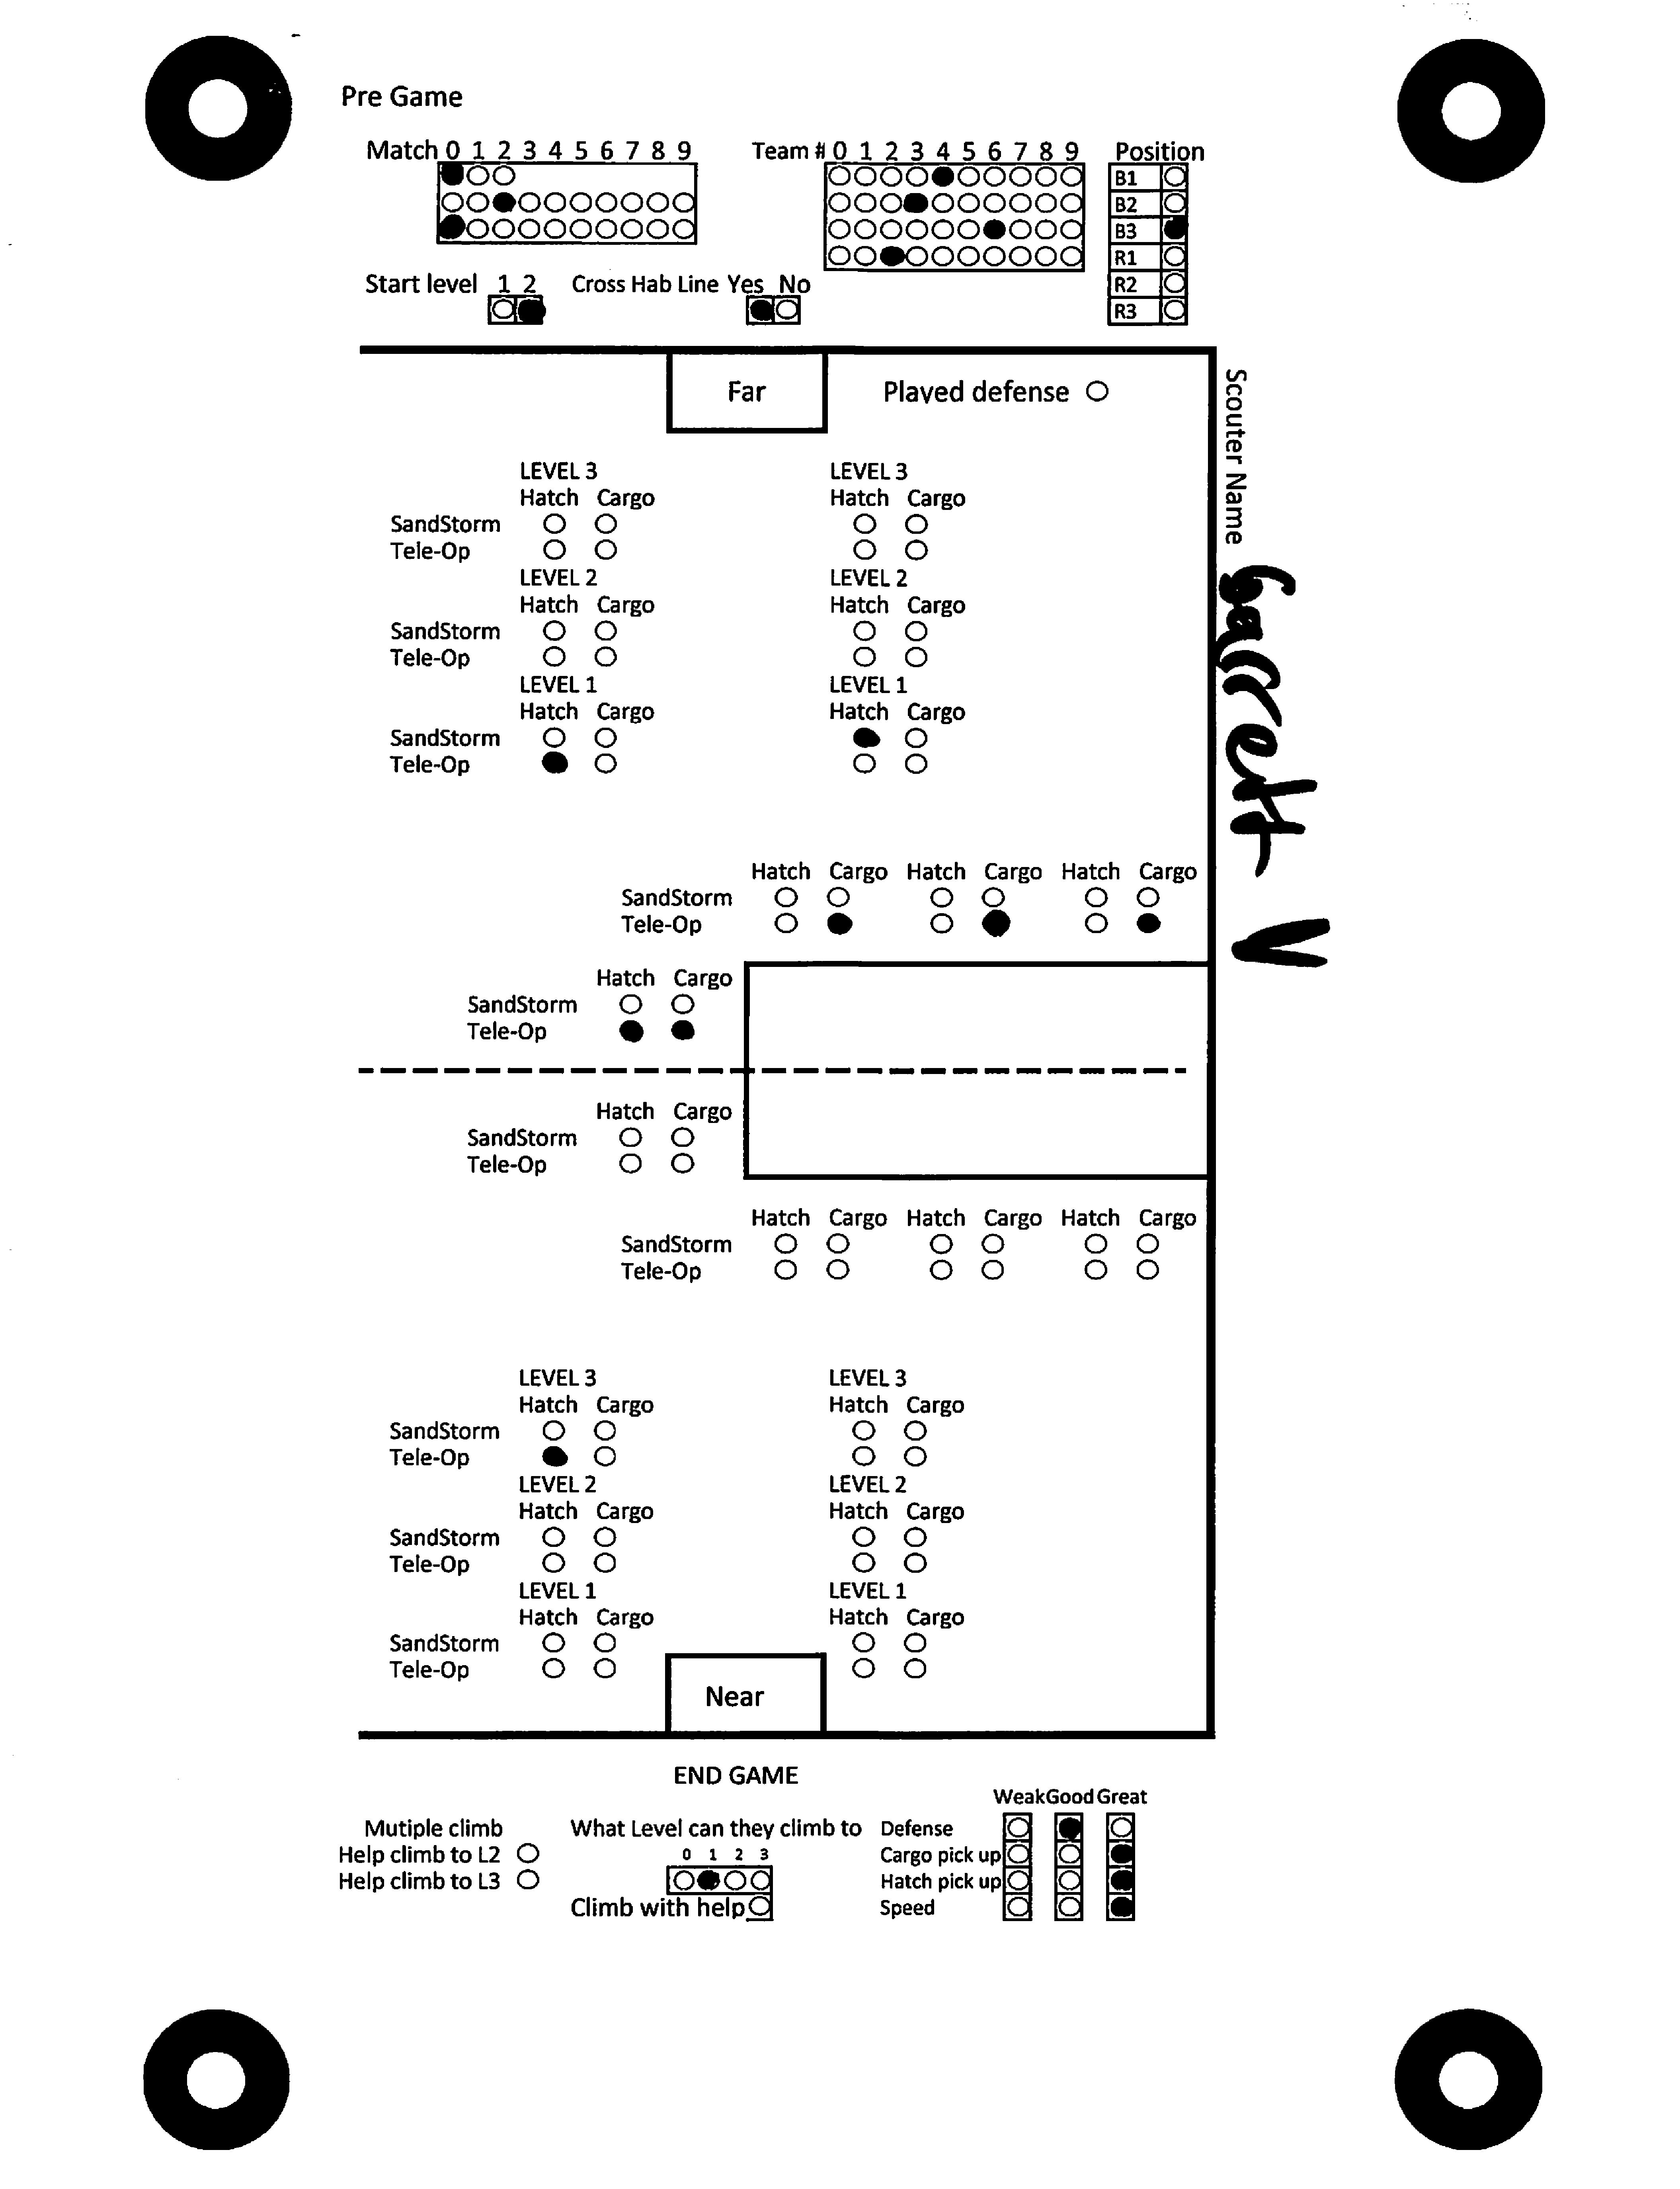 Pre Game
Match 0 1 2 3 4 5 6 7 8 9 Team # 0 1 2 3 4 5 6 7 8 9 Position
B1
B2
B3
R1
R2
R3
Start level 1 2 Cross Hab Line Yes No
Far Played defense
Scouter Name Garrett V
LEVEL 3 LEVEL 3
Hatch Cargo Hatch Cargo
SandStorm
Tele-Op
LEVEL 2 LEVEL 2
Hatch Cargo Hatch Cargo
SandStorm
Tele-Op
LEVEL 1 LEVEL 1
Hatch Cargo Hatch Cargo
SandStorm
Tele-Op
Hatch Cargo Hatch Cargo Hatch Cargo
SandStorm
Tele-Op
Hatch Cargo
SandStorm
Tele-Op
Hatch Cargo
SandStorm
Tele-Op
Hatch Cargo Hatch Cargo Hatch Cargo
SandStorm
Tele-Op
LEVEL 3 LEVEL 3
Hatch Cargo Hatch Cargo
SandStorm
Tele-Op
LEVEL 2 LEVEL 2
Hatch Cargo Hatch Cargo
SandStorm
Tele-Op
LEVEL 1 LEVEL 1
Hatch Cargo Hatch Cargo
SandStorm
Tele-Op
Near
END GAME
Weak Good Great
Mutiple climb What Level can they climb to Defense
Help climb to L2 0 1 2 3 Cargo pick up
Help climb to L3 Hatch pick up
Climb with help Speed